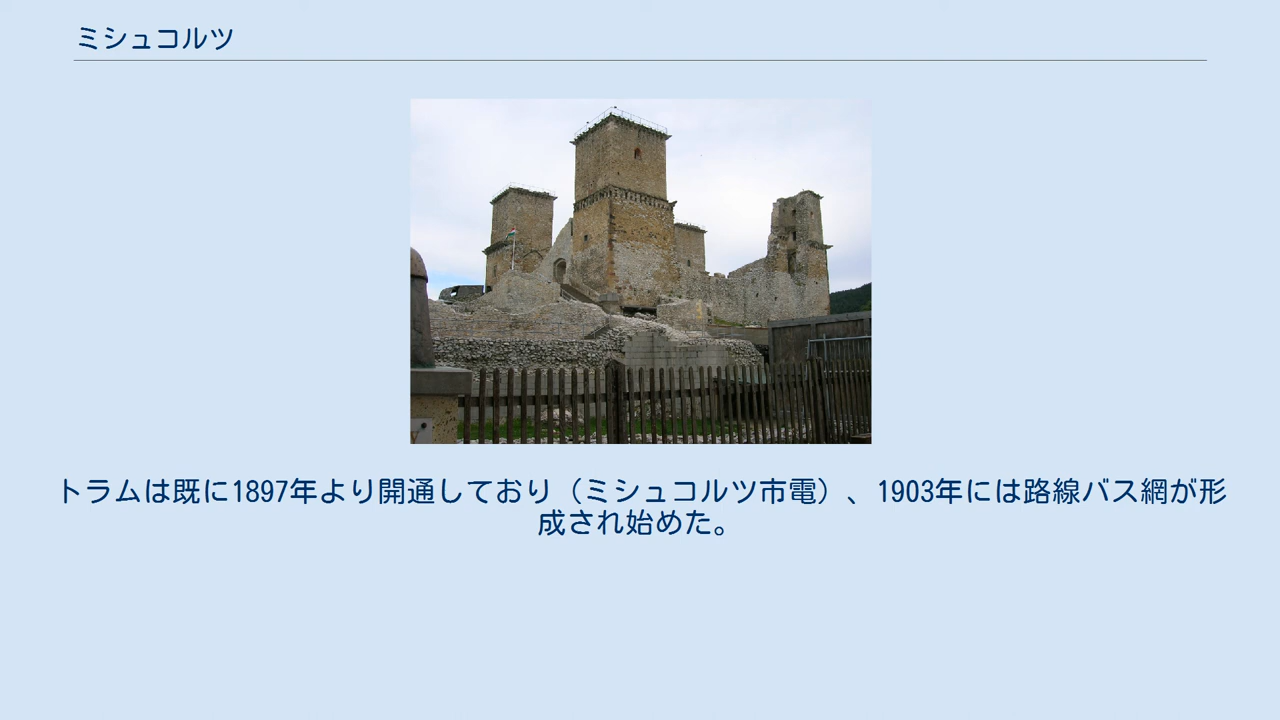 ミシュコルツ
トラムは既に1897年より開通しており（ミシュコルツ市電）、1903年には路線バス網が形
成され始めた。